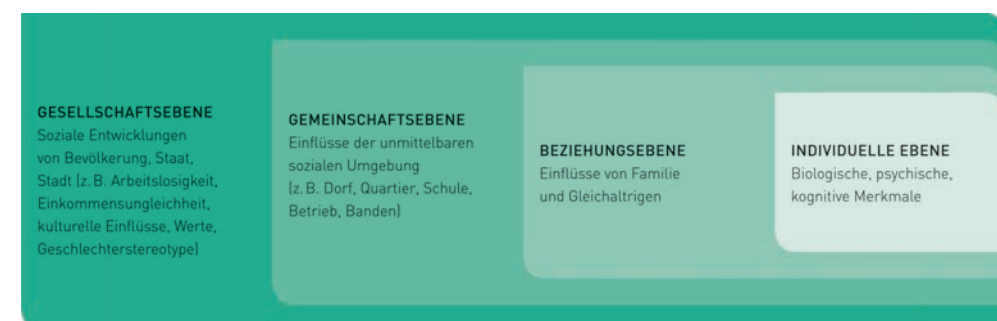 GESELLSCHAFTSEBENE
Soziale Entwicklungen
von Bevölkerung, Staat,
Stadt (z. B. Arbeitslosigkeit,
Einkommensungleichheit,
kulturelle Einflüsse, Werte,
Geschlechterstereotype)
GEMEINSCHAFTSEBENE
Einflüsse der unmittelbaren
sozialen Umgebung
(z. B. Dorf, Quartier, Schule,
Betrieb, Banden)
BEZIEHUNGSEBENE
Einflüsse von Familie
und Gleichaltrigen
INDIVIDUELLE EBENE
Biologische, psychische,
kognitive Merkmale